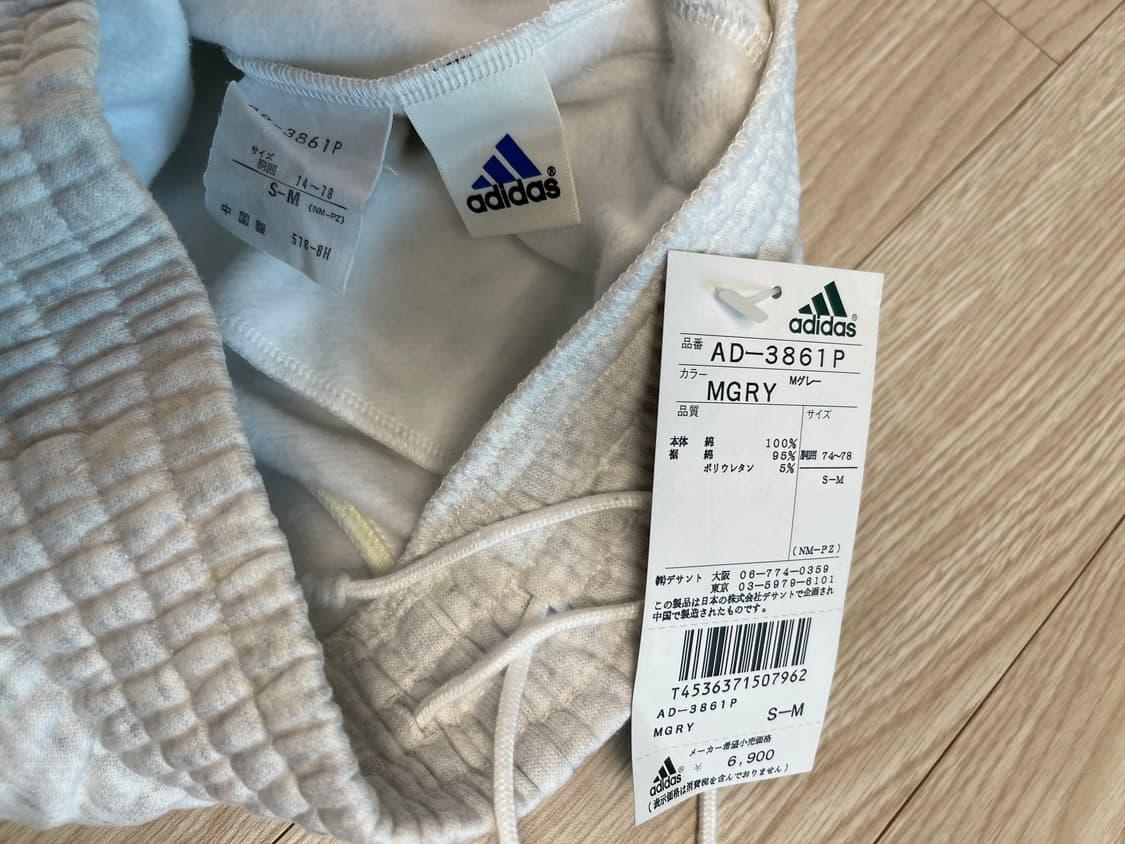 -3861P
サイズ
胴囲 74~78
S-M (NM-PZ)
中国製 578-8H
adidas®
adidas®
品番 AD-3861P
カラー MGRY Mグレー
品質 サイズ
本体 綿 100%
裾 綿 95% 胴囲 74~78
ポリウレタン 5%
S-M
(NM-PZ)
㈱デサント 大阪 06-774-0359
東京 03-5979-6101
この製品は日本の株式会社デサントで企画され
中国で製造されたものです。
T4536371507962
AD-3861P
MGRY S-M
メーカー希望小売価格
adidas 6,900
(表示価格は消費税を含んでおりません)